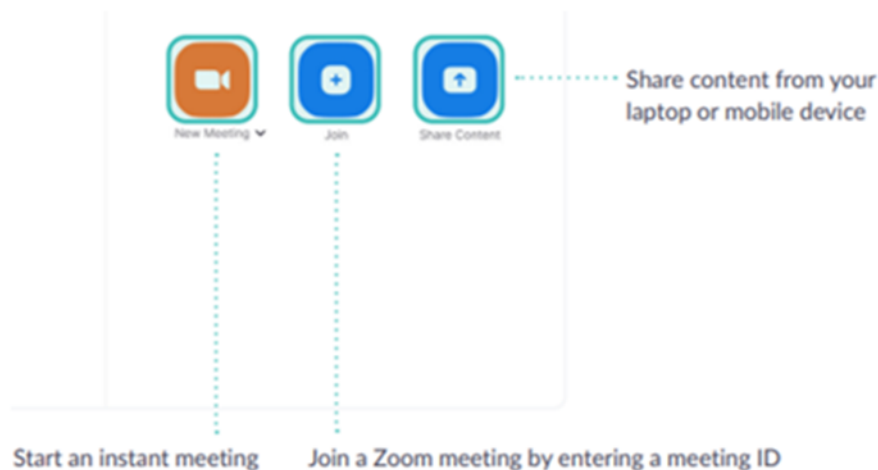 Share content from your
laptop or mobile device
New Meeting
Join
Share Content
Start an instant meeting
Join a Zoom meeting by entering a meeting ID